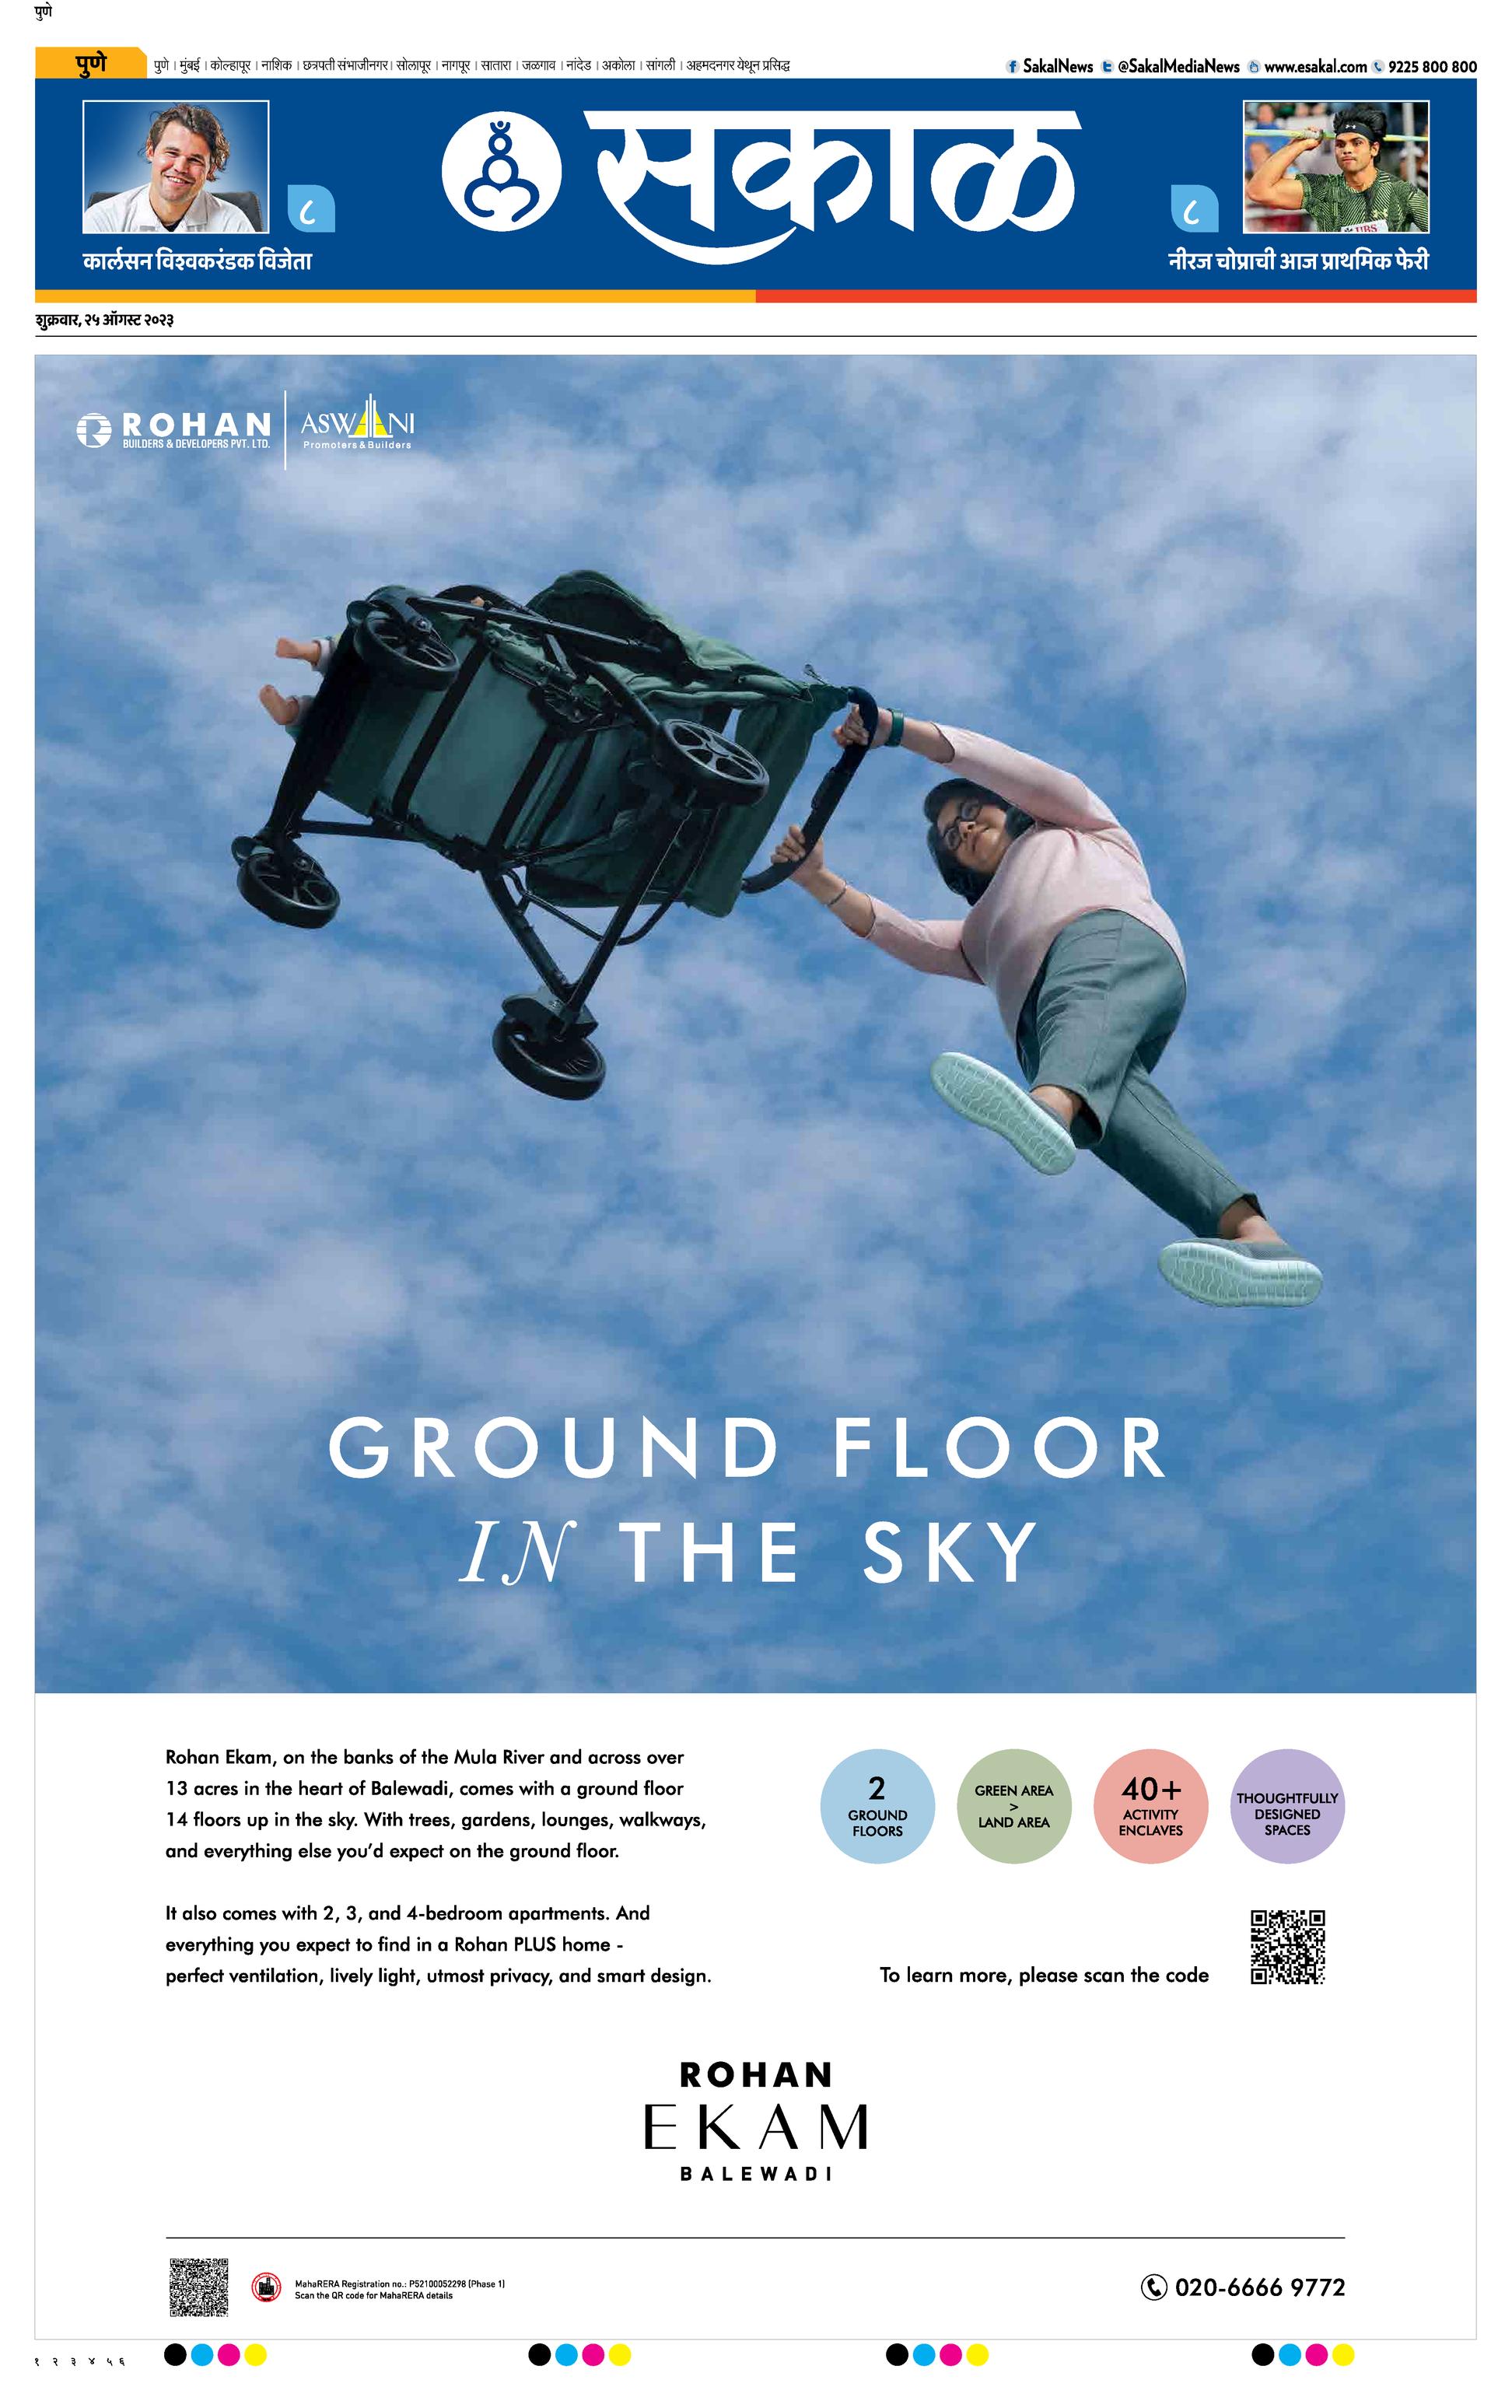 पुणे
पुणे
पुणे । मुंबई । कोल्हापूर । नाशिक । छत्रपती संभाजीनगर। सोलापूर । नागपूर । सातारा । जळगाव । नांदेड । अकोला । सांगली । अहमदनगर येथून प्रसिद्ध
SakalNews @SakalMediaNews www.esakal.com 9225 800 800
सकाळ
८
८
UBS
कार्लसन विश्वकरंडक विजेता
नीरज चोप्राची आज प्राथमिक फेरी
शुक्रवार, २५ ऑगस्ट २०२३
ROHAN
BUILDERS & DEVELOPERS PVT. LTD.
ASWANI
Promoters & Builders
GROUND FLOOR
IN THE SKY
Rohan Ekam, on the banks of the Mula River and across over
13 acres in the heart of Balewadi, comes with a ground floor
14 floors up in the sky. With trees, gardens, lounges, walkways,
and everything else you'd expect on the ground floor.
It also comes with 2, 3, and 4-bedroom apartments. And
everything you expect to find in a Rohan PLUS home -
perfect ventilation, lively light, utmost privacy, and smart design.
2
GROUND
FLOORS
GREEN AREA
>
LAND AREA
40+
ACTIVITY
ENCLAVES
THOUGHTFULLY
DESIGNED
SPACES
To learn more, please scan the code
ROHAN
EKAM
BALEWADI
MahaRERA Registration no.: P52100052298 (Phase 1)
Scan the QR code for MahaRERA details
020-6666 9772
१ २ ३ ४ ५ ६